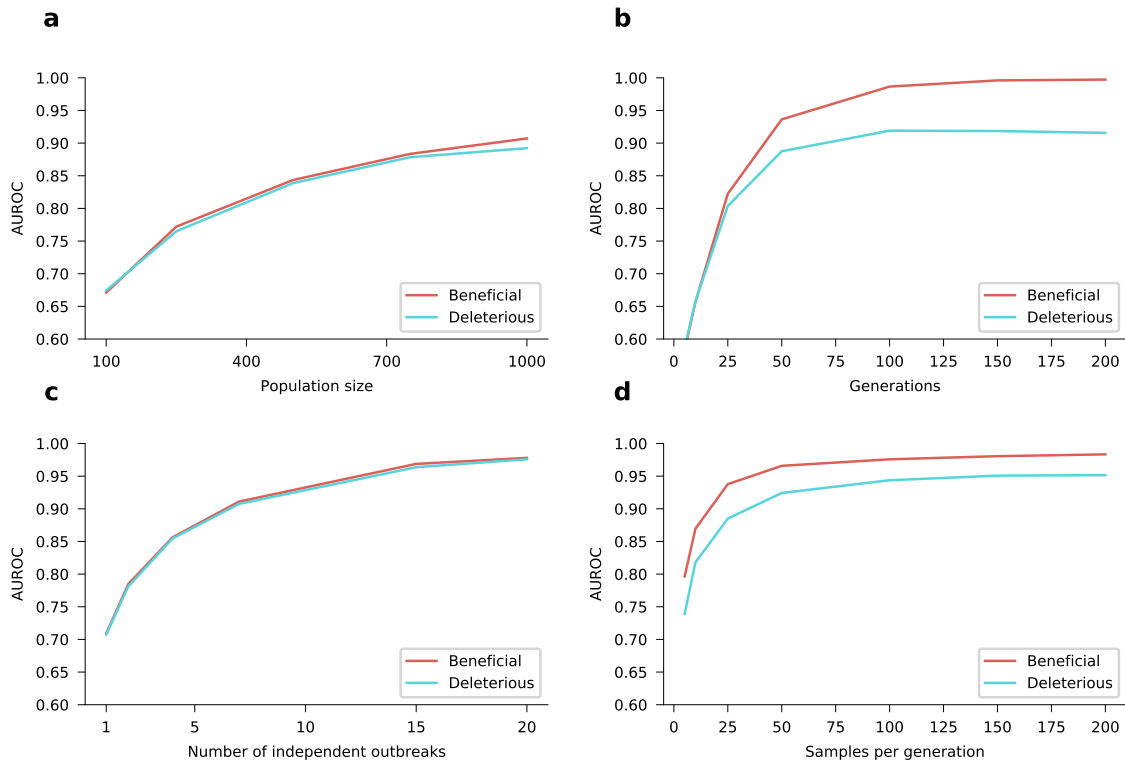 a
1.00
0.95
0.90
0.85
0.80
0.75
0.70
0.65
0.60
AUROC
100 400 700 1000
Population size
Beneficial
Deleterious
b
1.00
0.95
0.90
0.85
0.80
0.75
0.70
0.65
0.60
AUROC
0 25 50 75 100 125 150 175 200
Generations
Beneficial
Deleterious
c
1.00
0.95
0.90
0.85
0.80
0.75
0.70
0.65
0.60
AUROC
1 5 10 15 20
Number of independent outbreaks
Beneficial
Deleterious
d
1.00
0.95
0.90
0.85
0.80
0.75
0.70
0.65
0.60
AUROC
0 25 50 75 100 125 150 175 200
Samples per generation
Beneficial
Deleterious